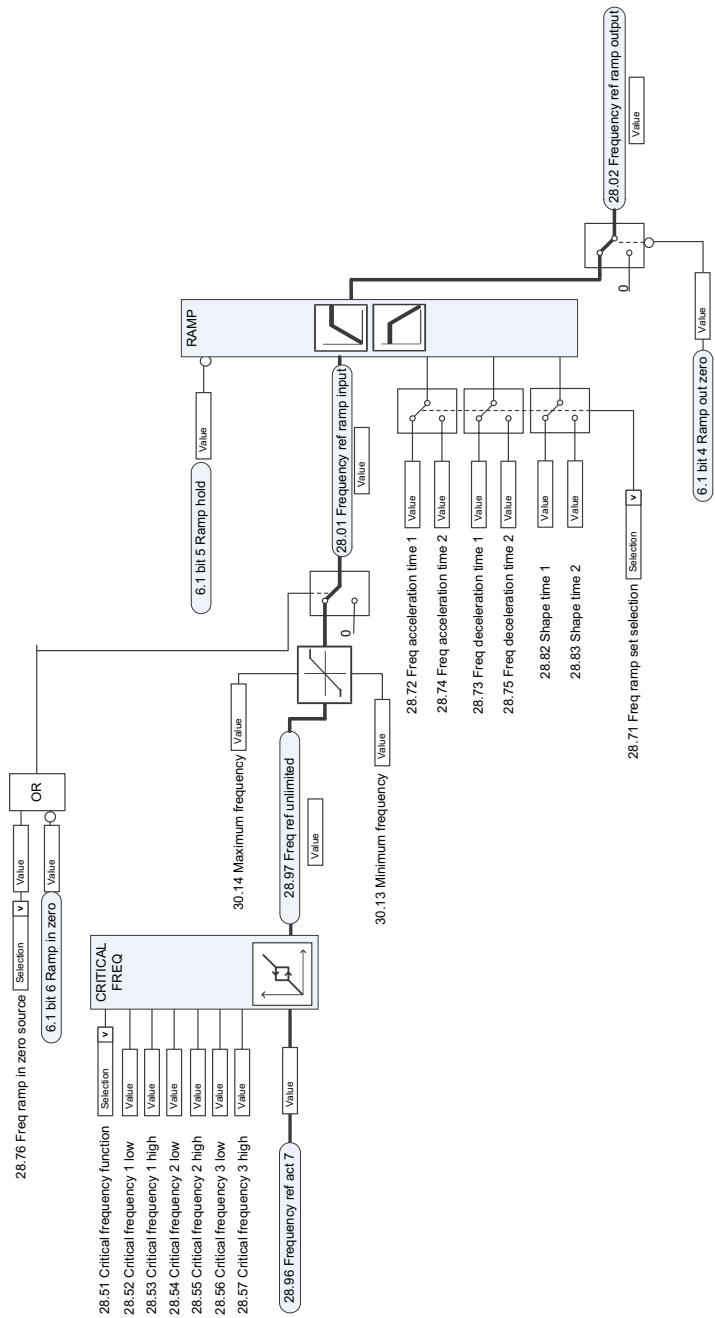 28.76 Freq ramp in zero source
Selection
v
Value
6.1 bit 6 Ramp in zero
Value
OR
28.51 Critical frequency function
Selection
v
28.52 Critical frequency 1 low
Value
28.53 Critical frequency 1 high
Value
28.54 Critical frequency 2 low
Value
28.55 Critical frequency 2 high
Value
28.56 Critical frequency 3 low
Value
28.57 Critical frequency 3 high
Value
28.96 Frequency ref act 7
Value
CRITICAL
FREQ
28.97 Freq ref unlimited
Value
30.14 Maximum frequency
Value
30.13 Minimum frequency
Value
0
28.01 Frequency ref ramp input
Value
6.1 bit 5 Ramp hold
Value
RAMP
28.72 Freq acceleration time 1
Value
28.74 Freq acceleration time 2
Value
28.73 Freq deceleration time 1
Value
28.75 Freq deceleration time 2
Value
28.82 Shape time 1
Value
28.83 Shape time 2
Value
28.71 Freq ramp set selection
Selection
v
0
6.1 bit 4 Ramp out zero
Value
28.02 Frequency ref ramp output
Value